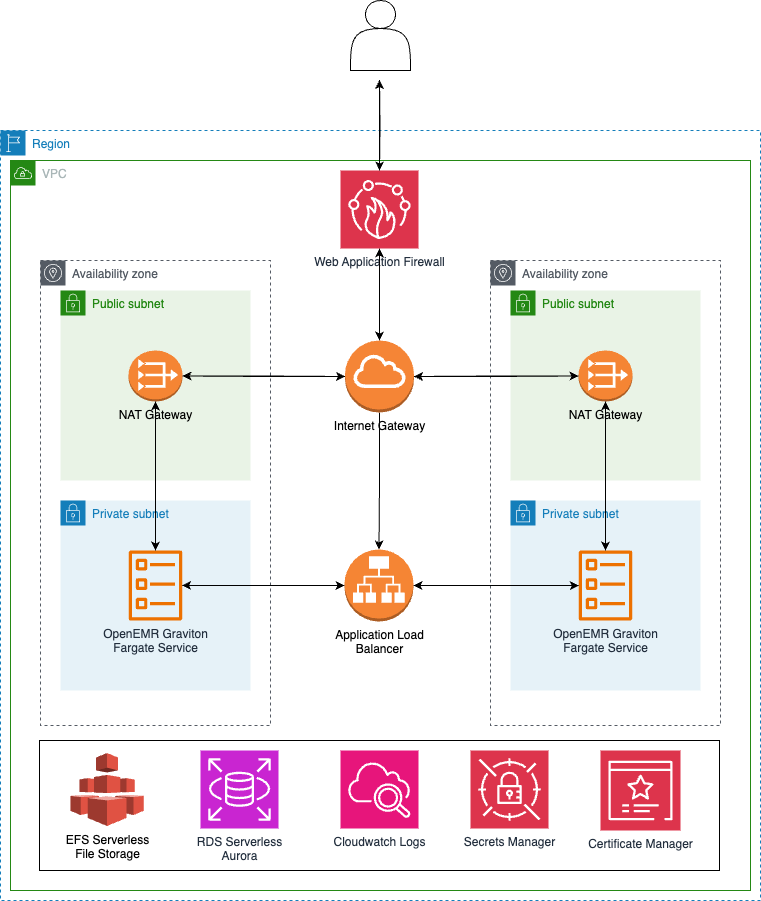 Region
VPC
Web Application Firewall
Availability zone
Availability zone
Public subnet
Public subnet
NAT Gateway
Internet Gateway
NAT Gateway
Private subnet
Private subnet
OpenEMR Graviton
Fargate Service
Application Load
Balancer
OpenEMR Graviton
Fargate Service
EFS Serverless
File Storage
RDS Serverless
Aurora
Cloudwatch Logs
Secrets Manager
Certificate Manager